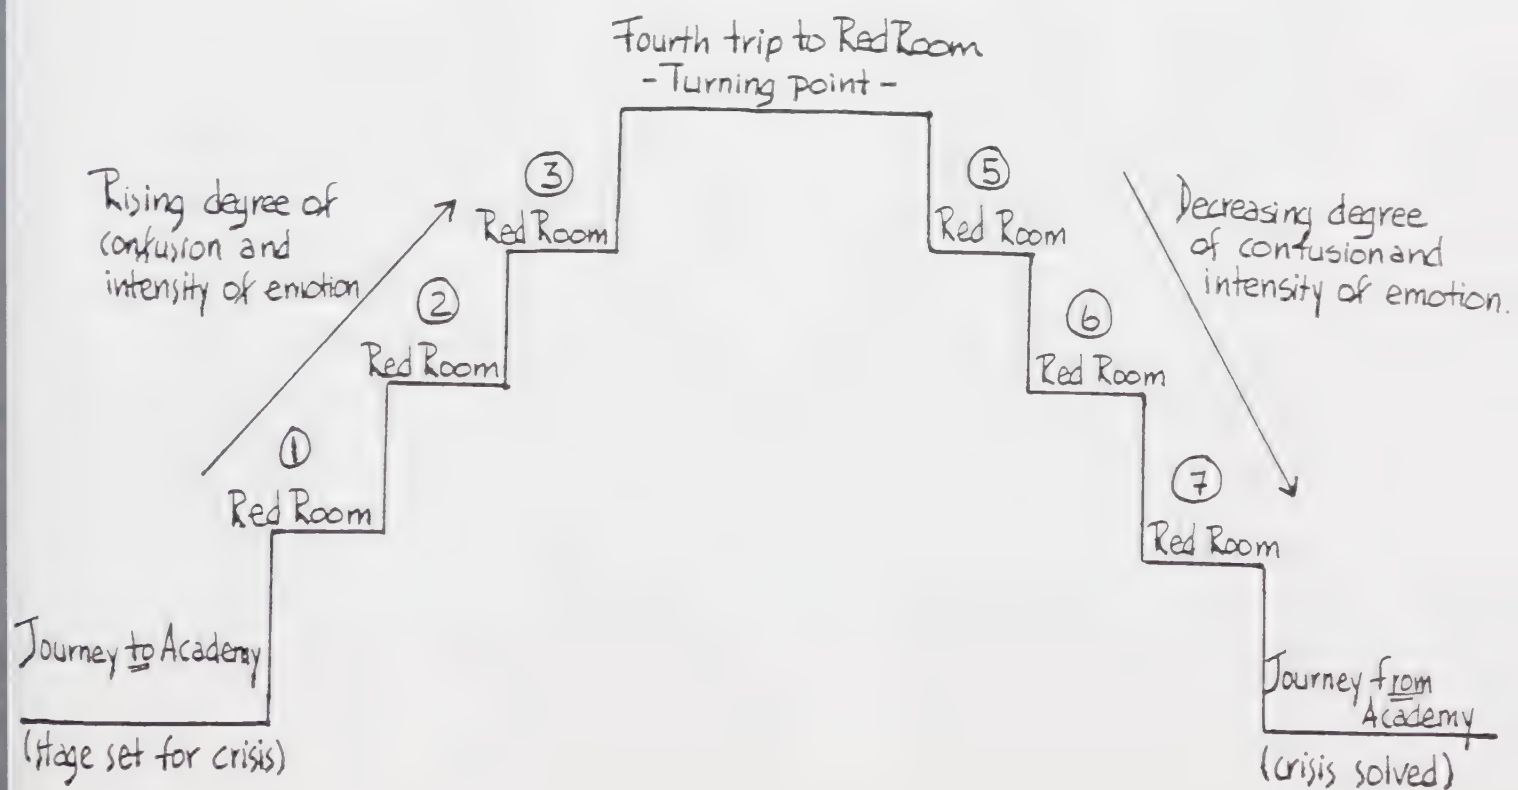 Fourth trip to Red Room
- Turning point -
Rising degree of
confusion and
intensity of emotion
③
Red Room
②
Red Room
①
Red Room
Journey to Academy
(stage set for crisis)
⑤
Red Room
Decreasing degree
of confusion and
intensity of emotion.
⑥
Red Room
⑦
Red Room
Journey from
Academy
(crisis solved)